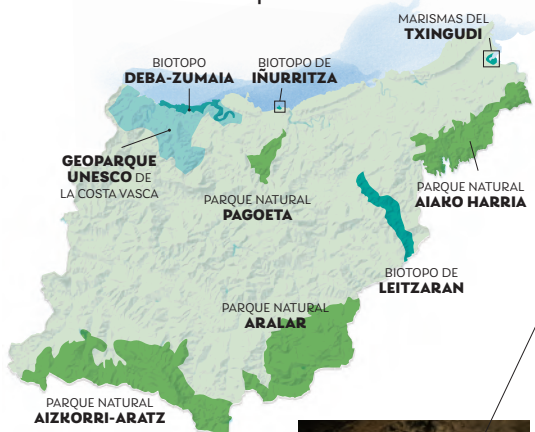 MARISMAS DEL
TXINGUDI
BIOTOPO
DEBA-ZUMAIA
BIOTOPO DE
IÑURRITZA
GEOPARQUE
UNESCO DE
LA COSTA VASCA
PARQUE NATURAL
PAGOETA
PARQUE NATURAL
AIAKO HARRIA
BIOTOPO DE
LEITZARAN
PARQUE NATURAL
ARALAR
PARQUE NATURAL
AIZKORRI-ARATZ